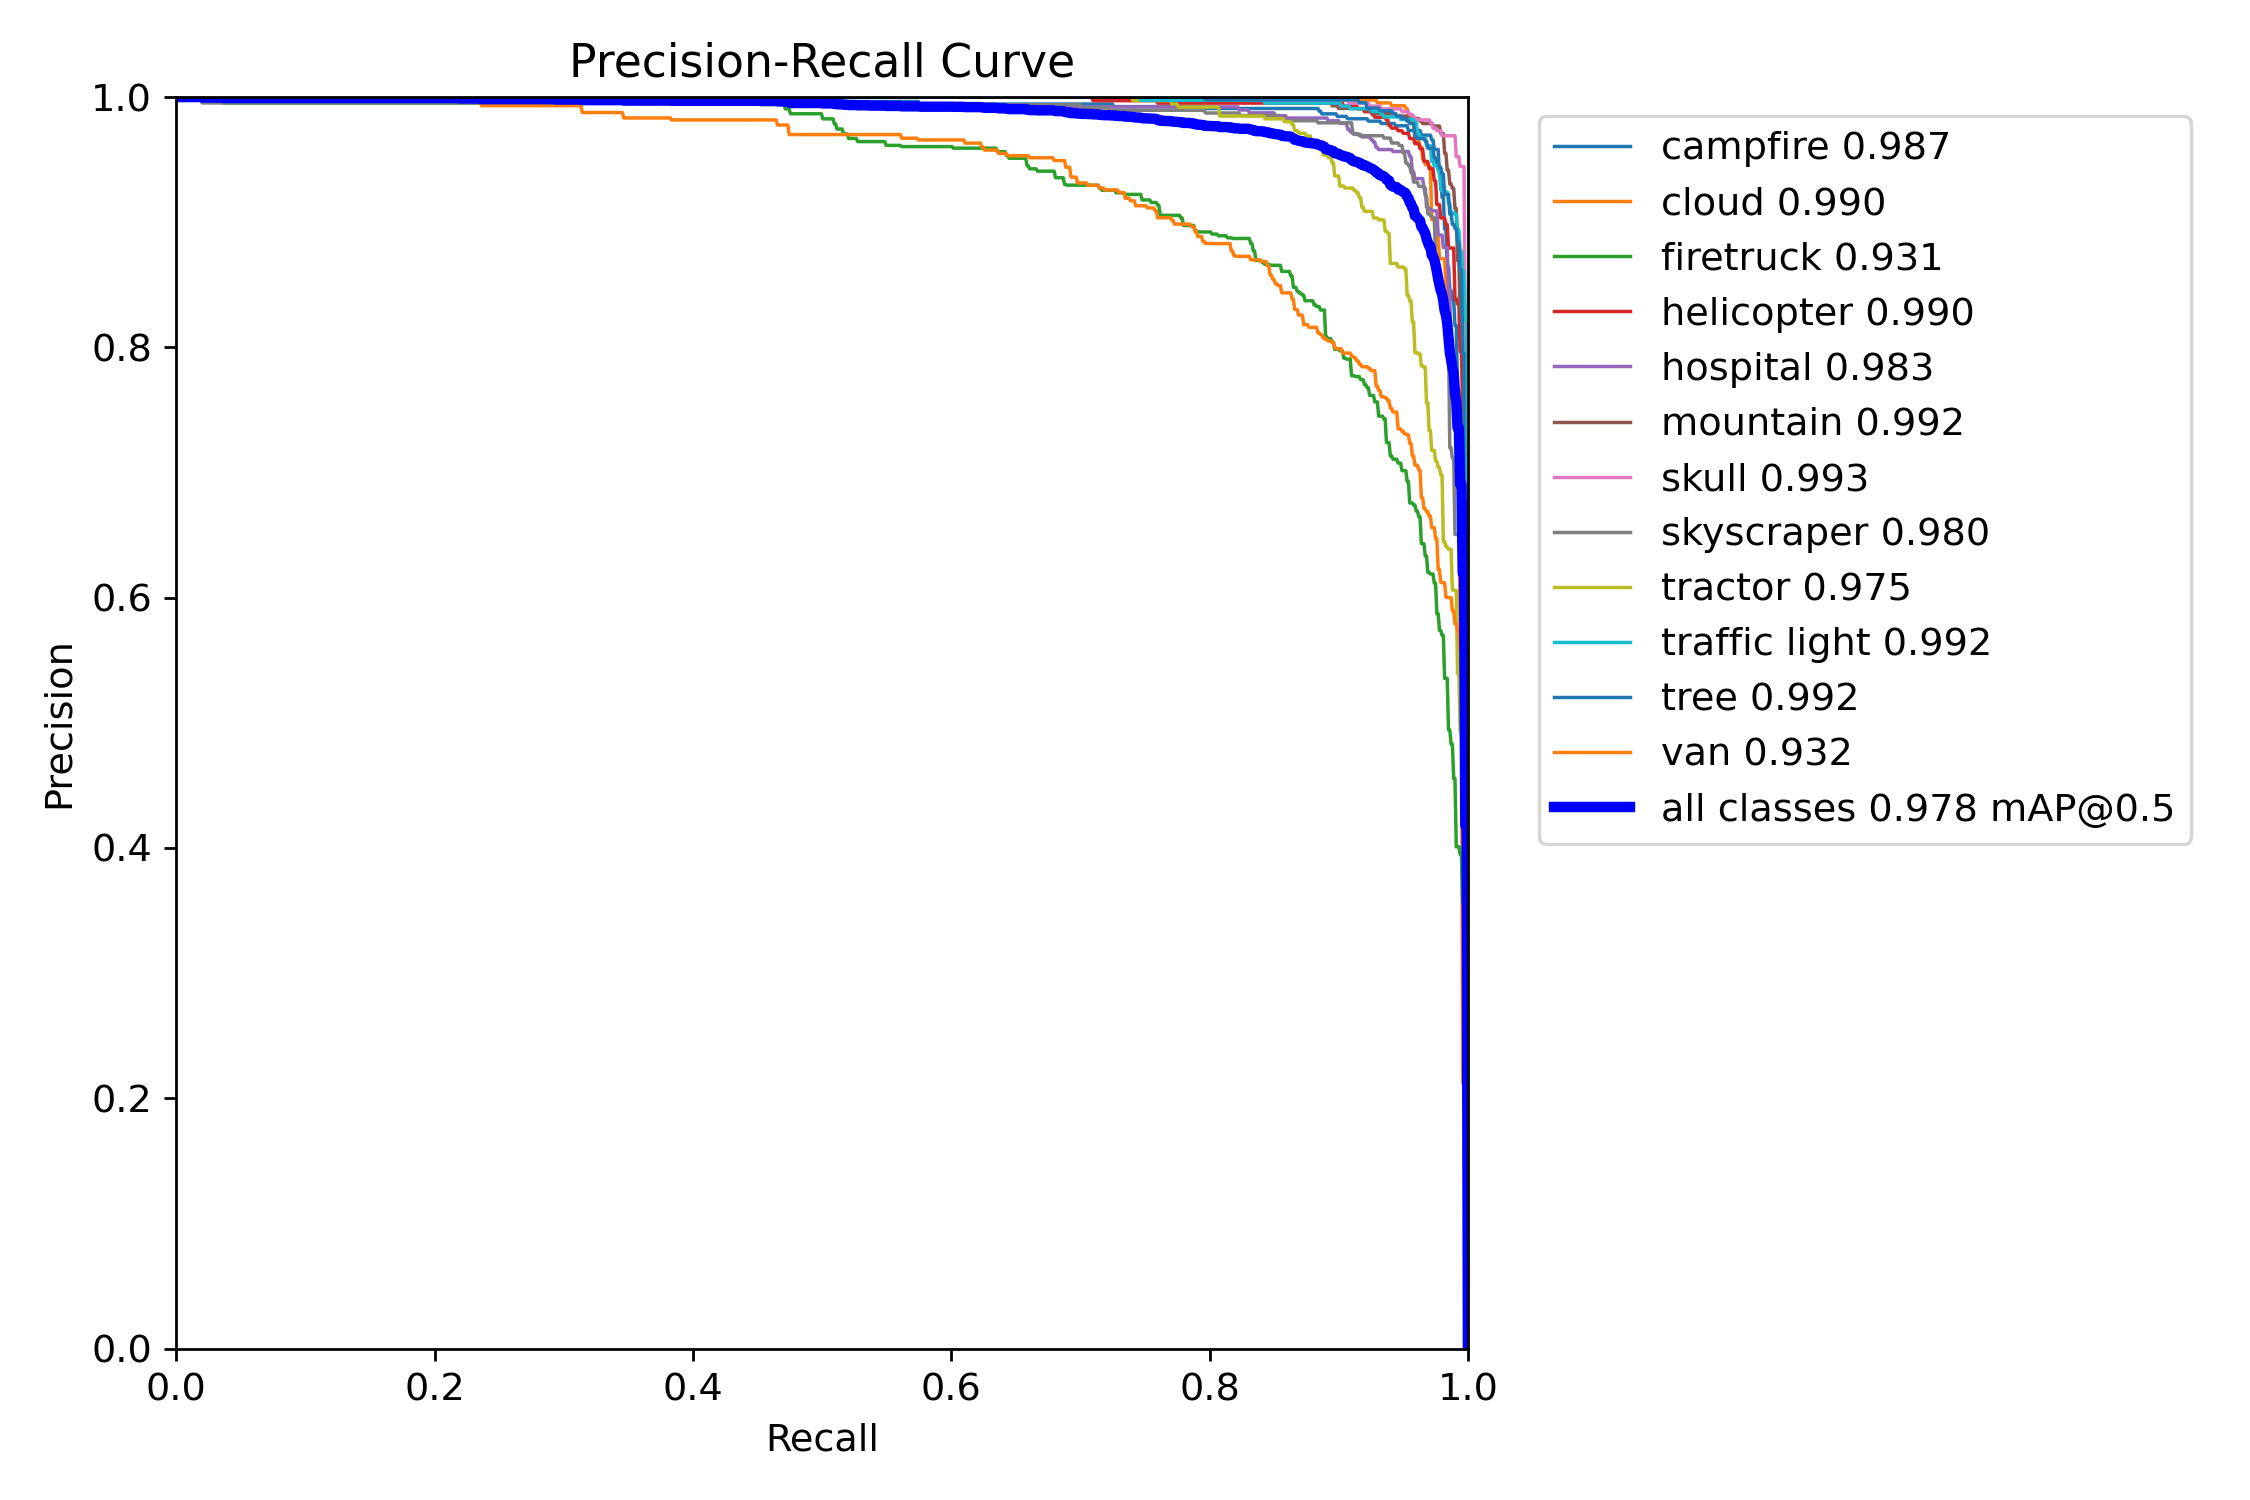 Precision-Recall Curve
1.0
0.8
0.6
0.4
0.2
0.0
Precision
0.0 0.2 0.4 0.6 0.8 1.0
Recall
campfire 0.987
cloud 0.990
firetruck 0.931
helicopter 0.990
hospital 0.983
mountain 0.992
skull 0.993
skyscraper 0.980
tractor 0.975
traffic light 0.992
tree 0.992
van 0.932
all classes 0.978 mAP@0.5